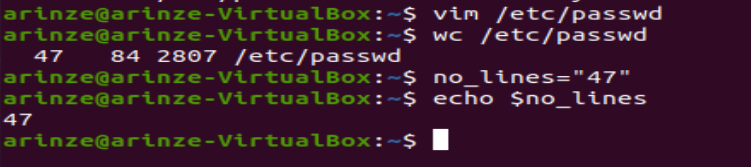 arinze@arinze-VirtualBox:~$ vim /etc/passwd
arinze@arinze-VirtualBox:~$ wc /etc/passwd
  47   84 2807 /etc/passwd
arinze@arinze-VirtualBox:~$ no_lines="47"
arinze@arinze-VirtualBox:~$ echo $no_lines
47
arinze@arinze-VirtualBox:~$